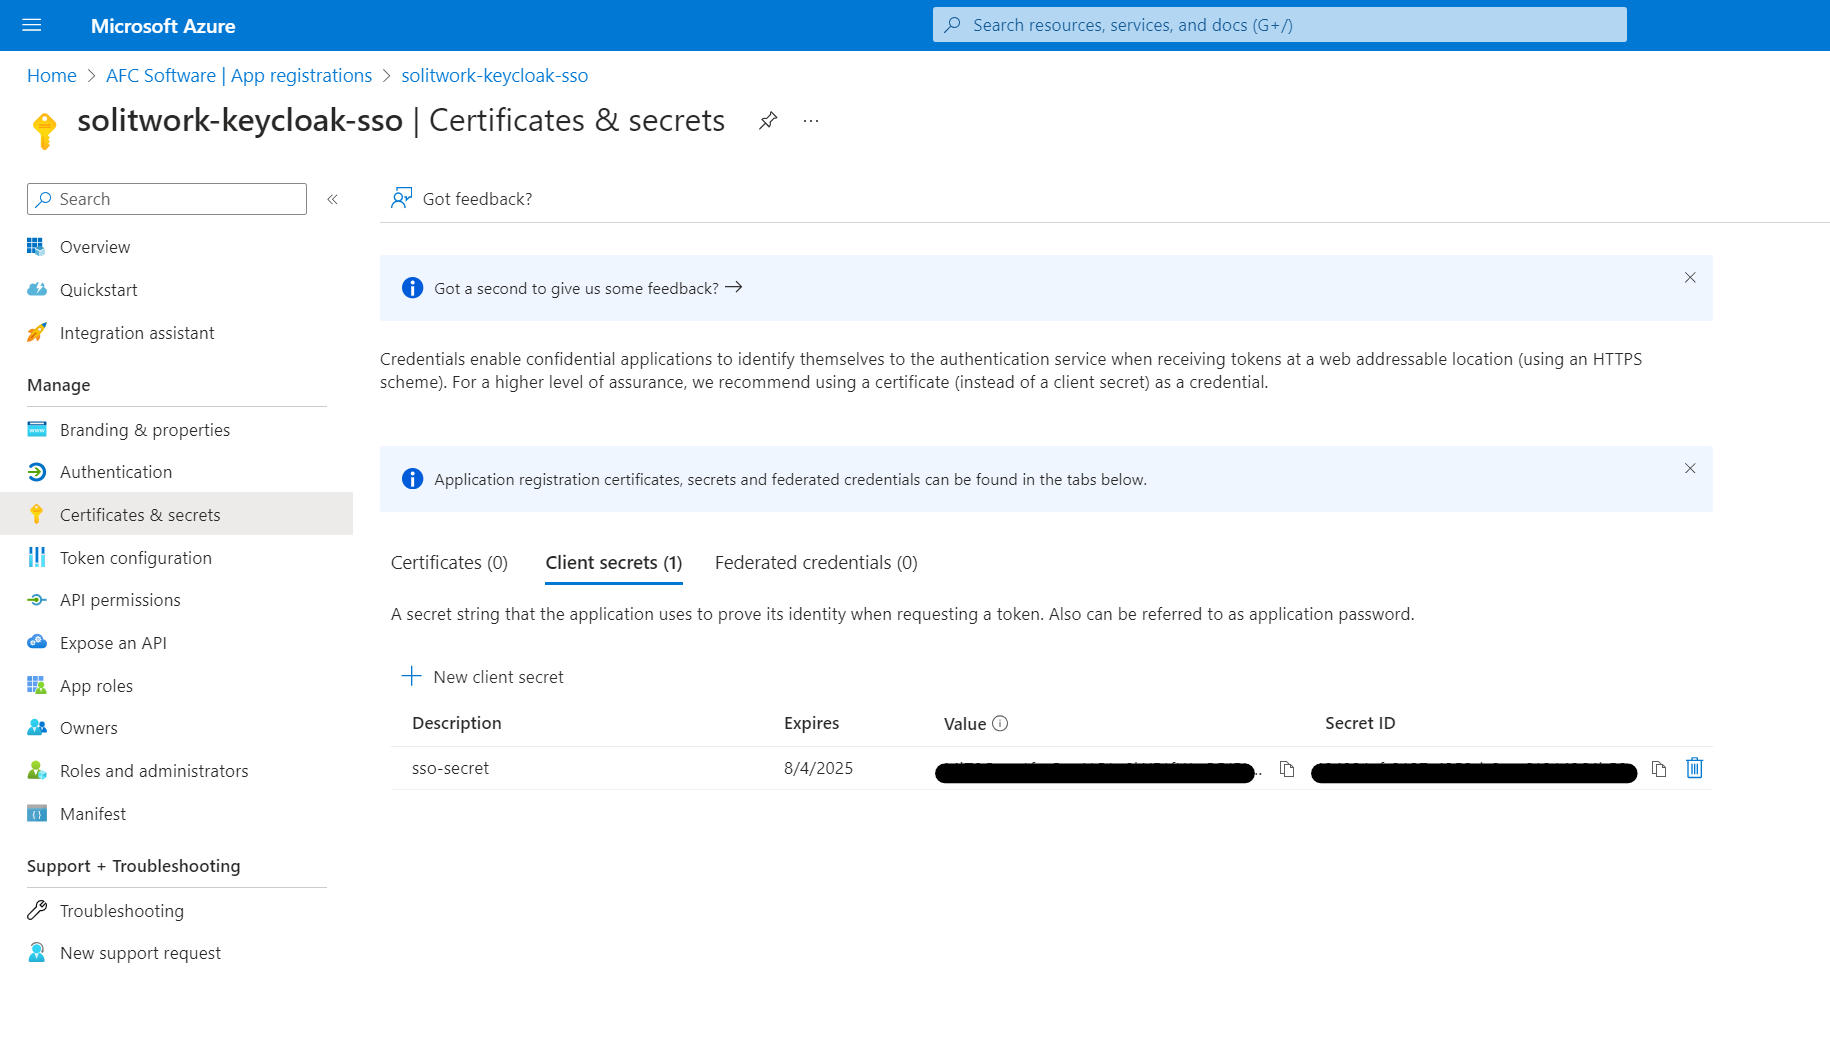 Microsoft Azure
Search resources, services, and docs (G+/)
Home > AFC Software | App registrations > solitwork-keycloak-sso
solitwork-keycloak-sso | Certificates & secrets
Search
«
Got feedback?
Overview
Quickstart
Integration assistant
Manage
Branding & properties
Authentication
Certificates & secrets
Token configuration
API permissions
Expose an API
App roles
Owners
Roles and administrators
Manifest
Support + Troubleshooting
Troubleshooting
New support request
Got a second to give us some feedback? →
Credentials enable confidential applications to identify themselves to the authentication service when receiving tokens at a web addressable location (using an HTTPS
scheme). For a higher level of assurance, we recommend using a certificate (instead of a client secret) as a credential.
Application registration certificates, secrets and federated credentials can be found in the tabs below.
Certificates (0) Client secrets (1) Federated credentials (0)
A secret string that the application uses to prove its identity when requesting a token. Also can be referred to as application password.
New client secret
Description Expires Value Secret ID
sso-secret 8/4/2025